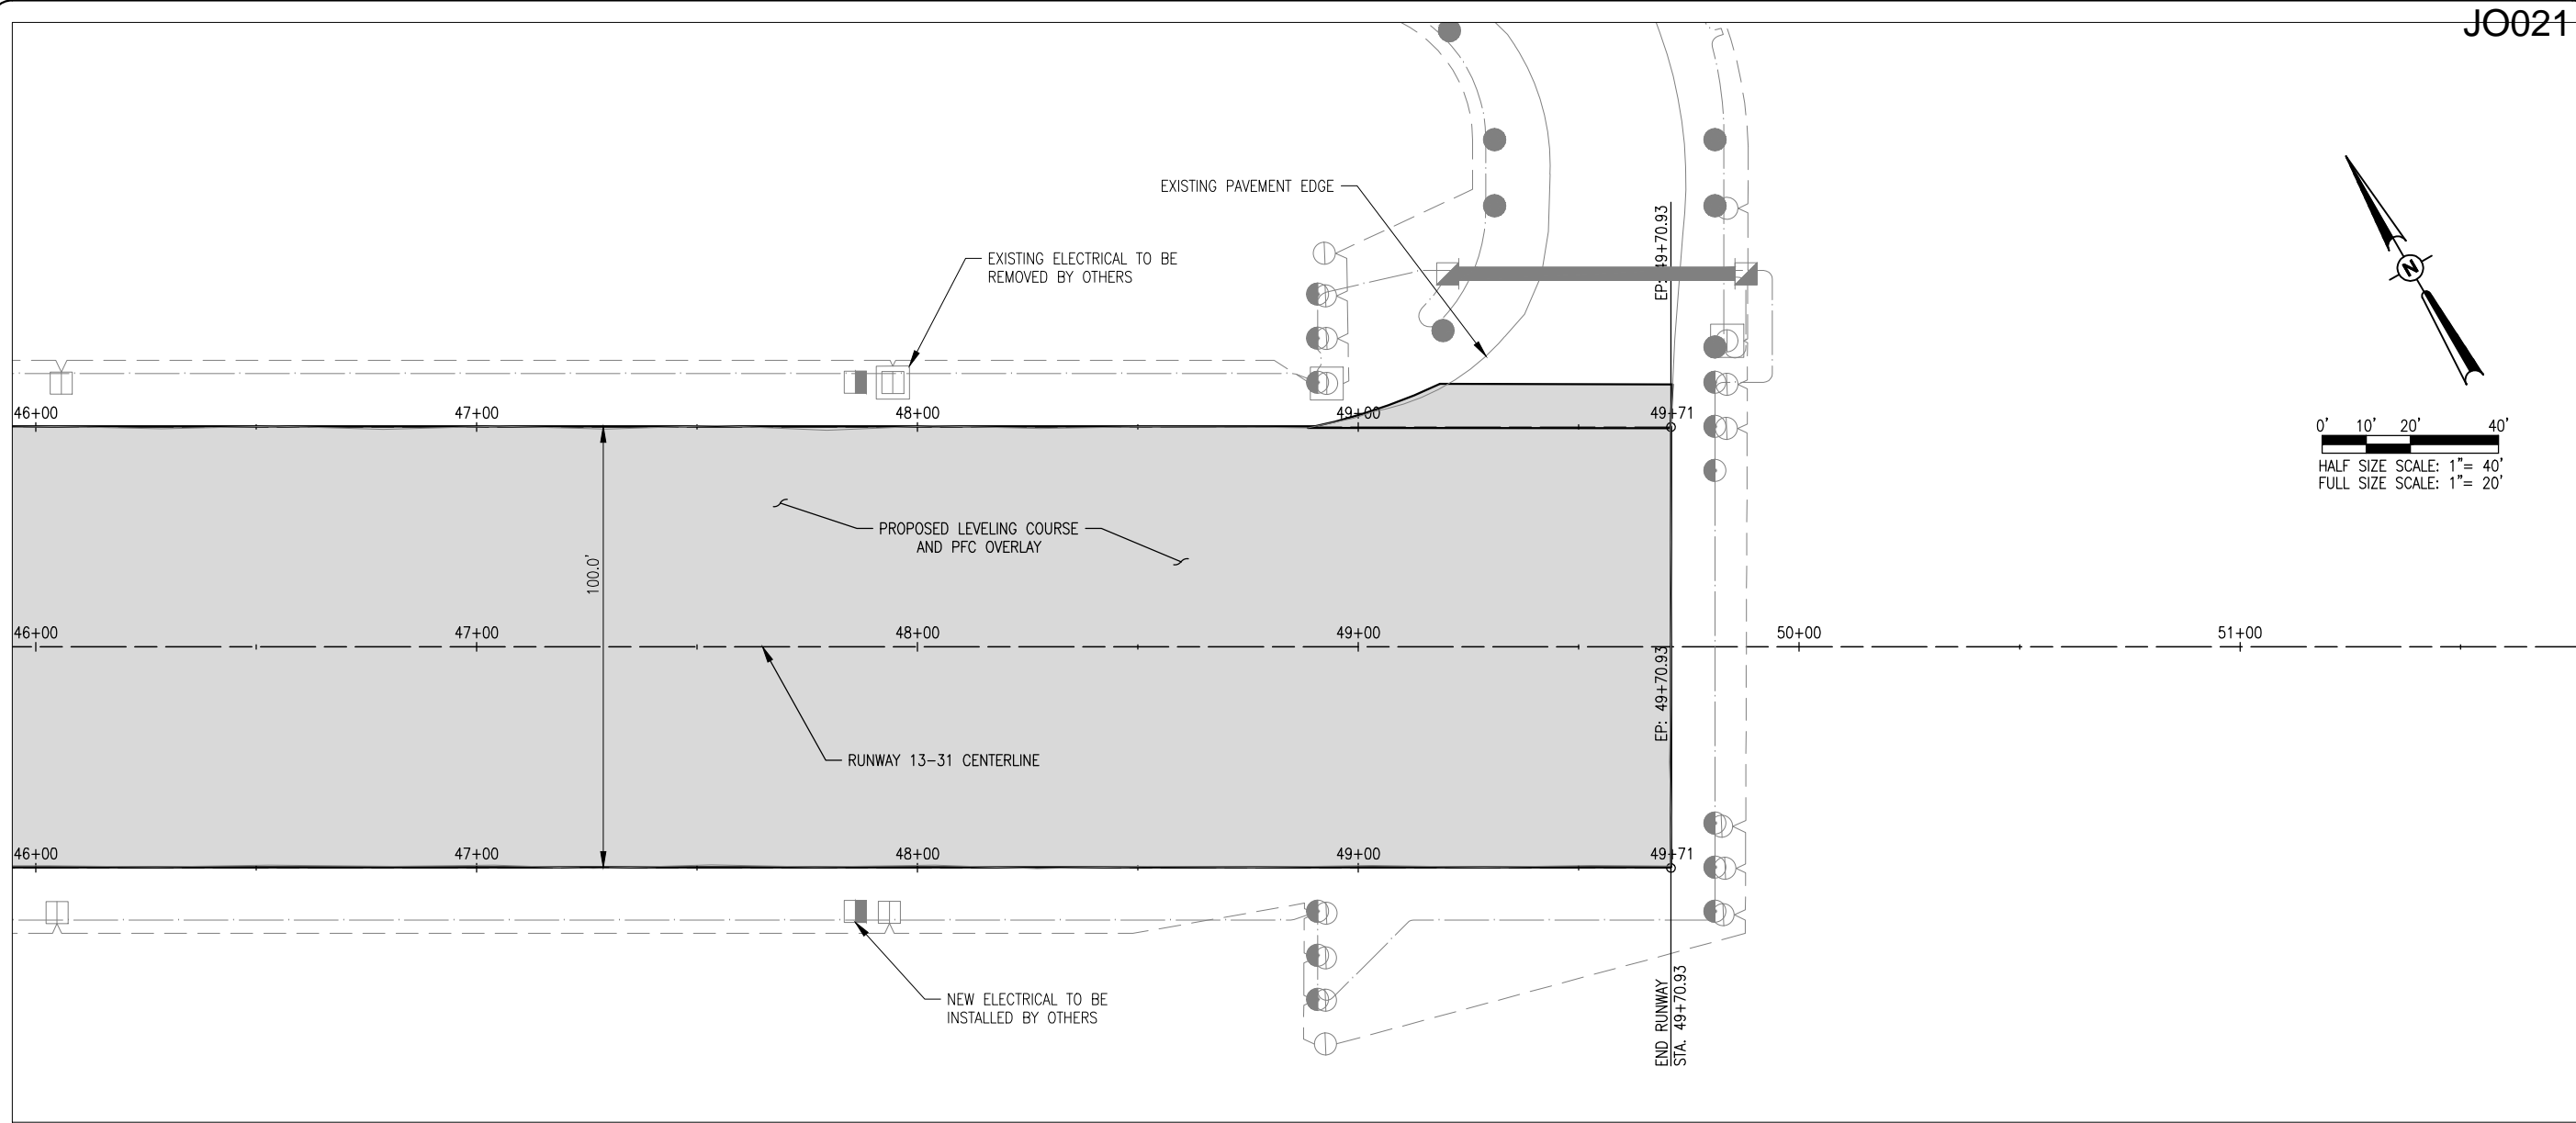 JO021
EXISTING PAVEMENT EDGE
EP: 49+70.93
EXISTING ELECTRICAL TO BE
REMOVED BY OTHERS
N
46+00
47+00
48+00
49+00
49+71
0' 10' 20' 40'
HALF SIZE SCALE: 1"= 40'
FULL SIZE SCALE: 1"= 20'
PROPOSED LEVELING COURSE
AND PFC OVERLAY
100.0'
46+00
47+00
48+00
49+00
50+00
51+00
EP: 49+70.93
RUNWAY 13-31 CENTERLINE
46+00
47+00
48+00
49+00
49+71
NEW ELECTRICAL TO BE
INSTALLED BY OTHERS
END RUNWAY
STA. 49+70.93